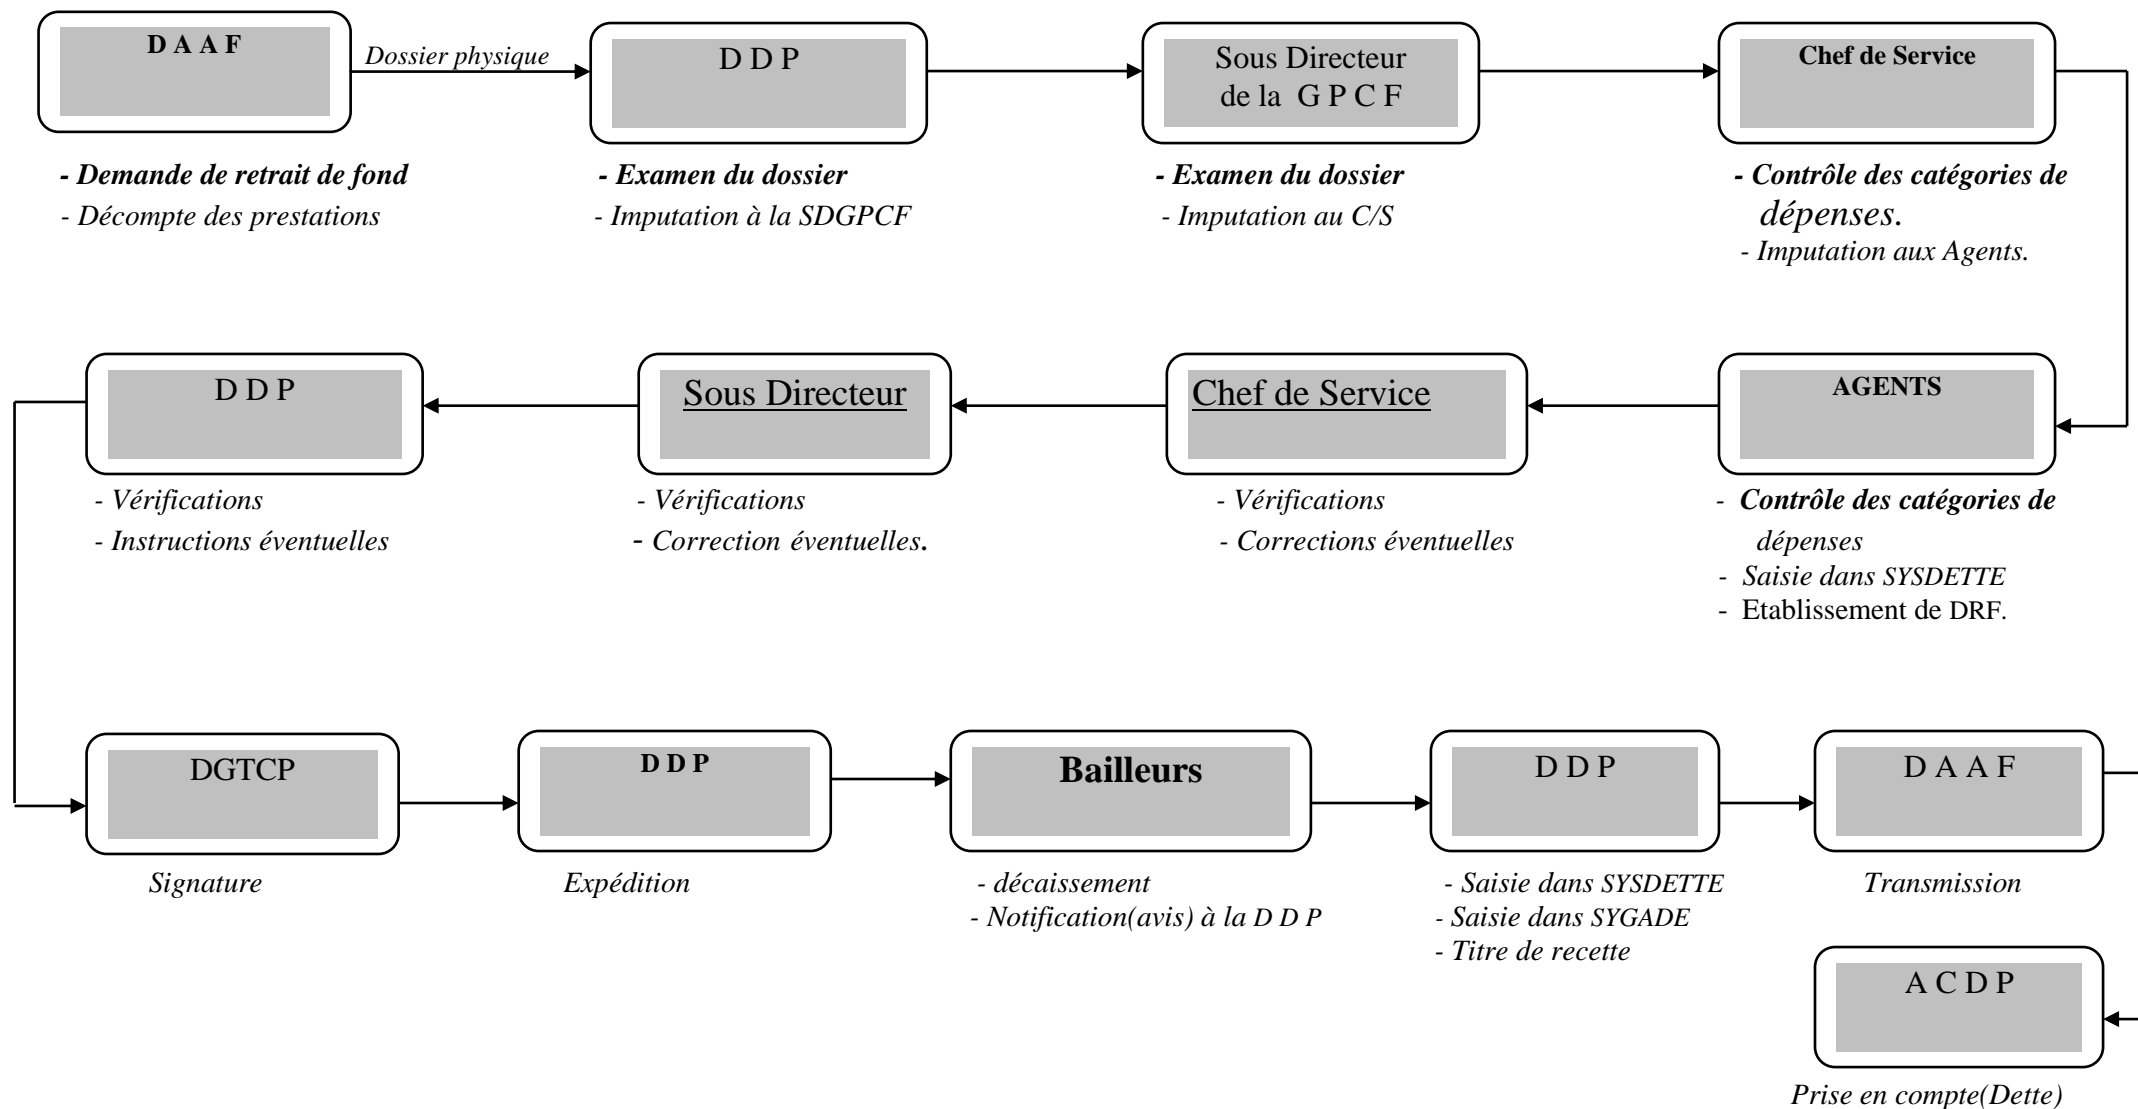 D A A F
Dossier physique
D D P
Sous Directeur
de la G P C F
Chef de Service
- Demande de retrait de fond
- Décompte des prestations
- Examen du dossier
- Imputation à la SDGPCF
- Examen du dossier
- Imputation au C/S
- Contrôle des catégories de
dépenses.
- Imputation aux Agents.
D D P
Sous Directeur
Chef de Service
AGENTS
- Vérifications
- Instructions éventuelles
- Vérifications
- Correction éventuelles.
- Vérifications
- Corrections éventuelles
- Contrôle des catégories de
dépenses
- Saisie dans SYSDETTE
- Etablissement de DRF.
DGTCP
D D P
Bailleurs
D D P
D A A F
Signature
Expédition
- décaissement
- Notification(avis) à la D D P
- Saisie dans SYSDETTE
- Saisie dans SYGADE
- Titre de recette
Transmission
A C D P
Prise en compte(Dette)